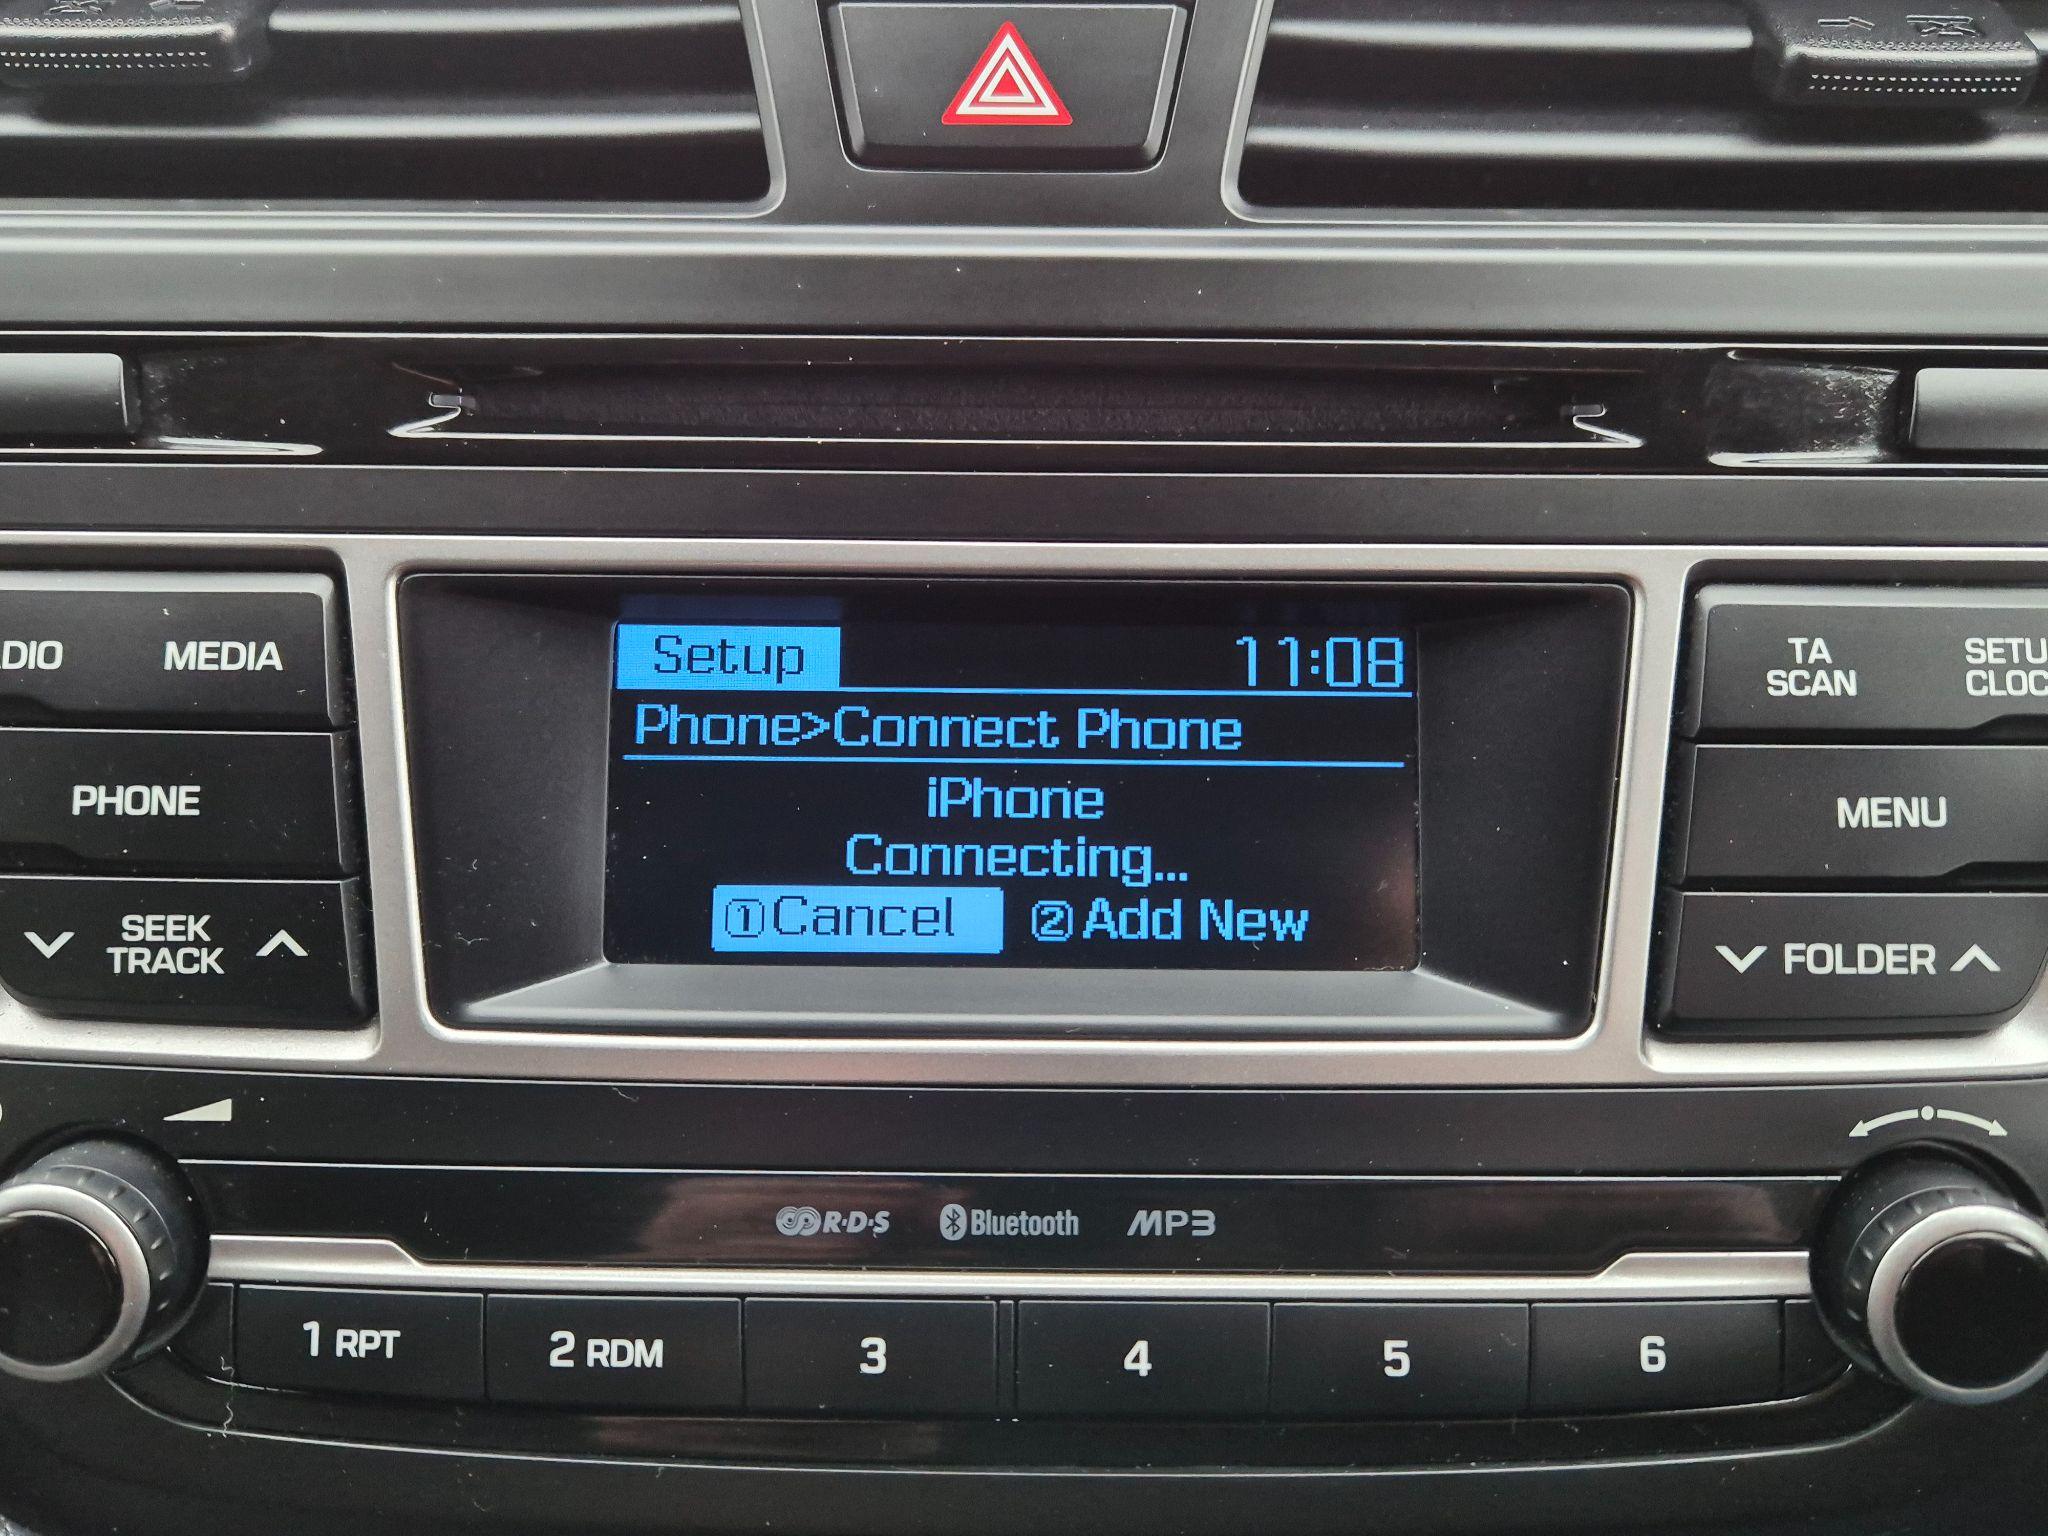 Setup 11:08
Phone>Connect Phone
iPhone
Connecting...
①Cancel ②Add New
MEDIA
PHONE
SEEK
TRACK
TA
SCAN
MENU
FOLDER
R·D·S Bluetooth MP3
1 RPT 2 RDM 3 4 5 6